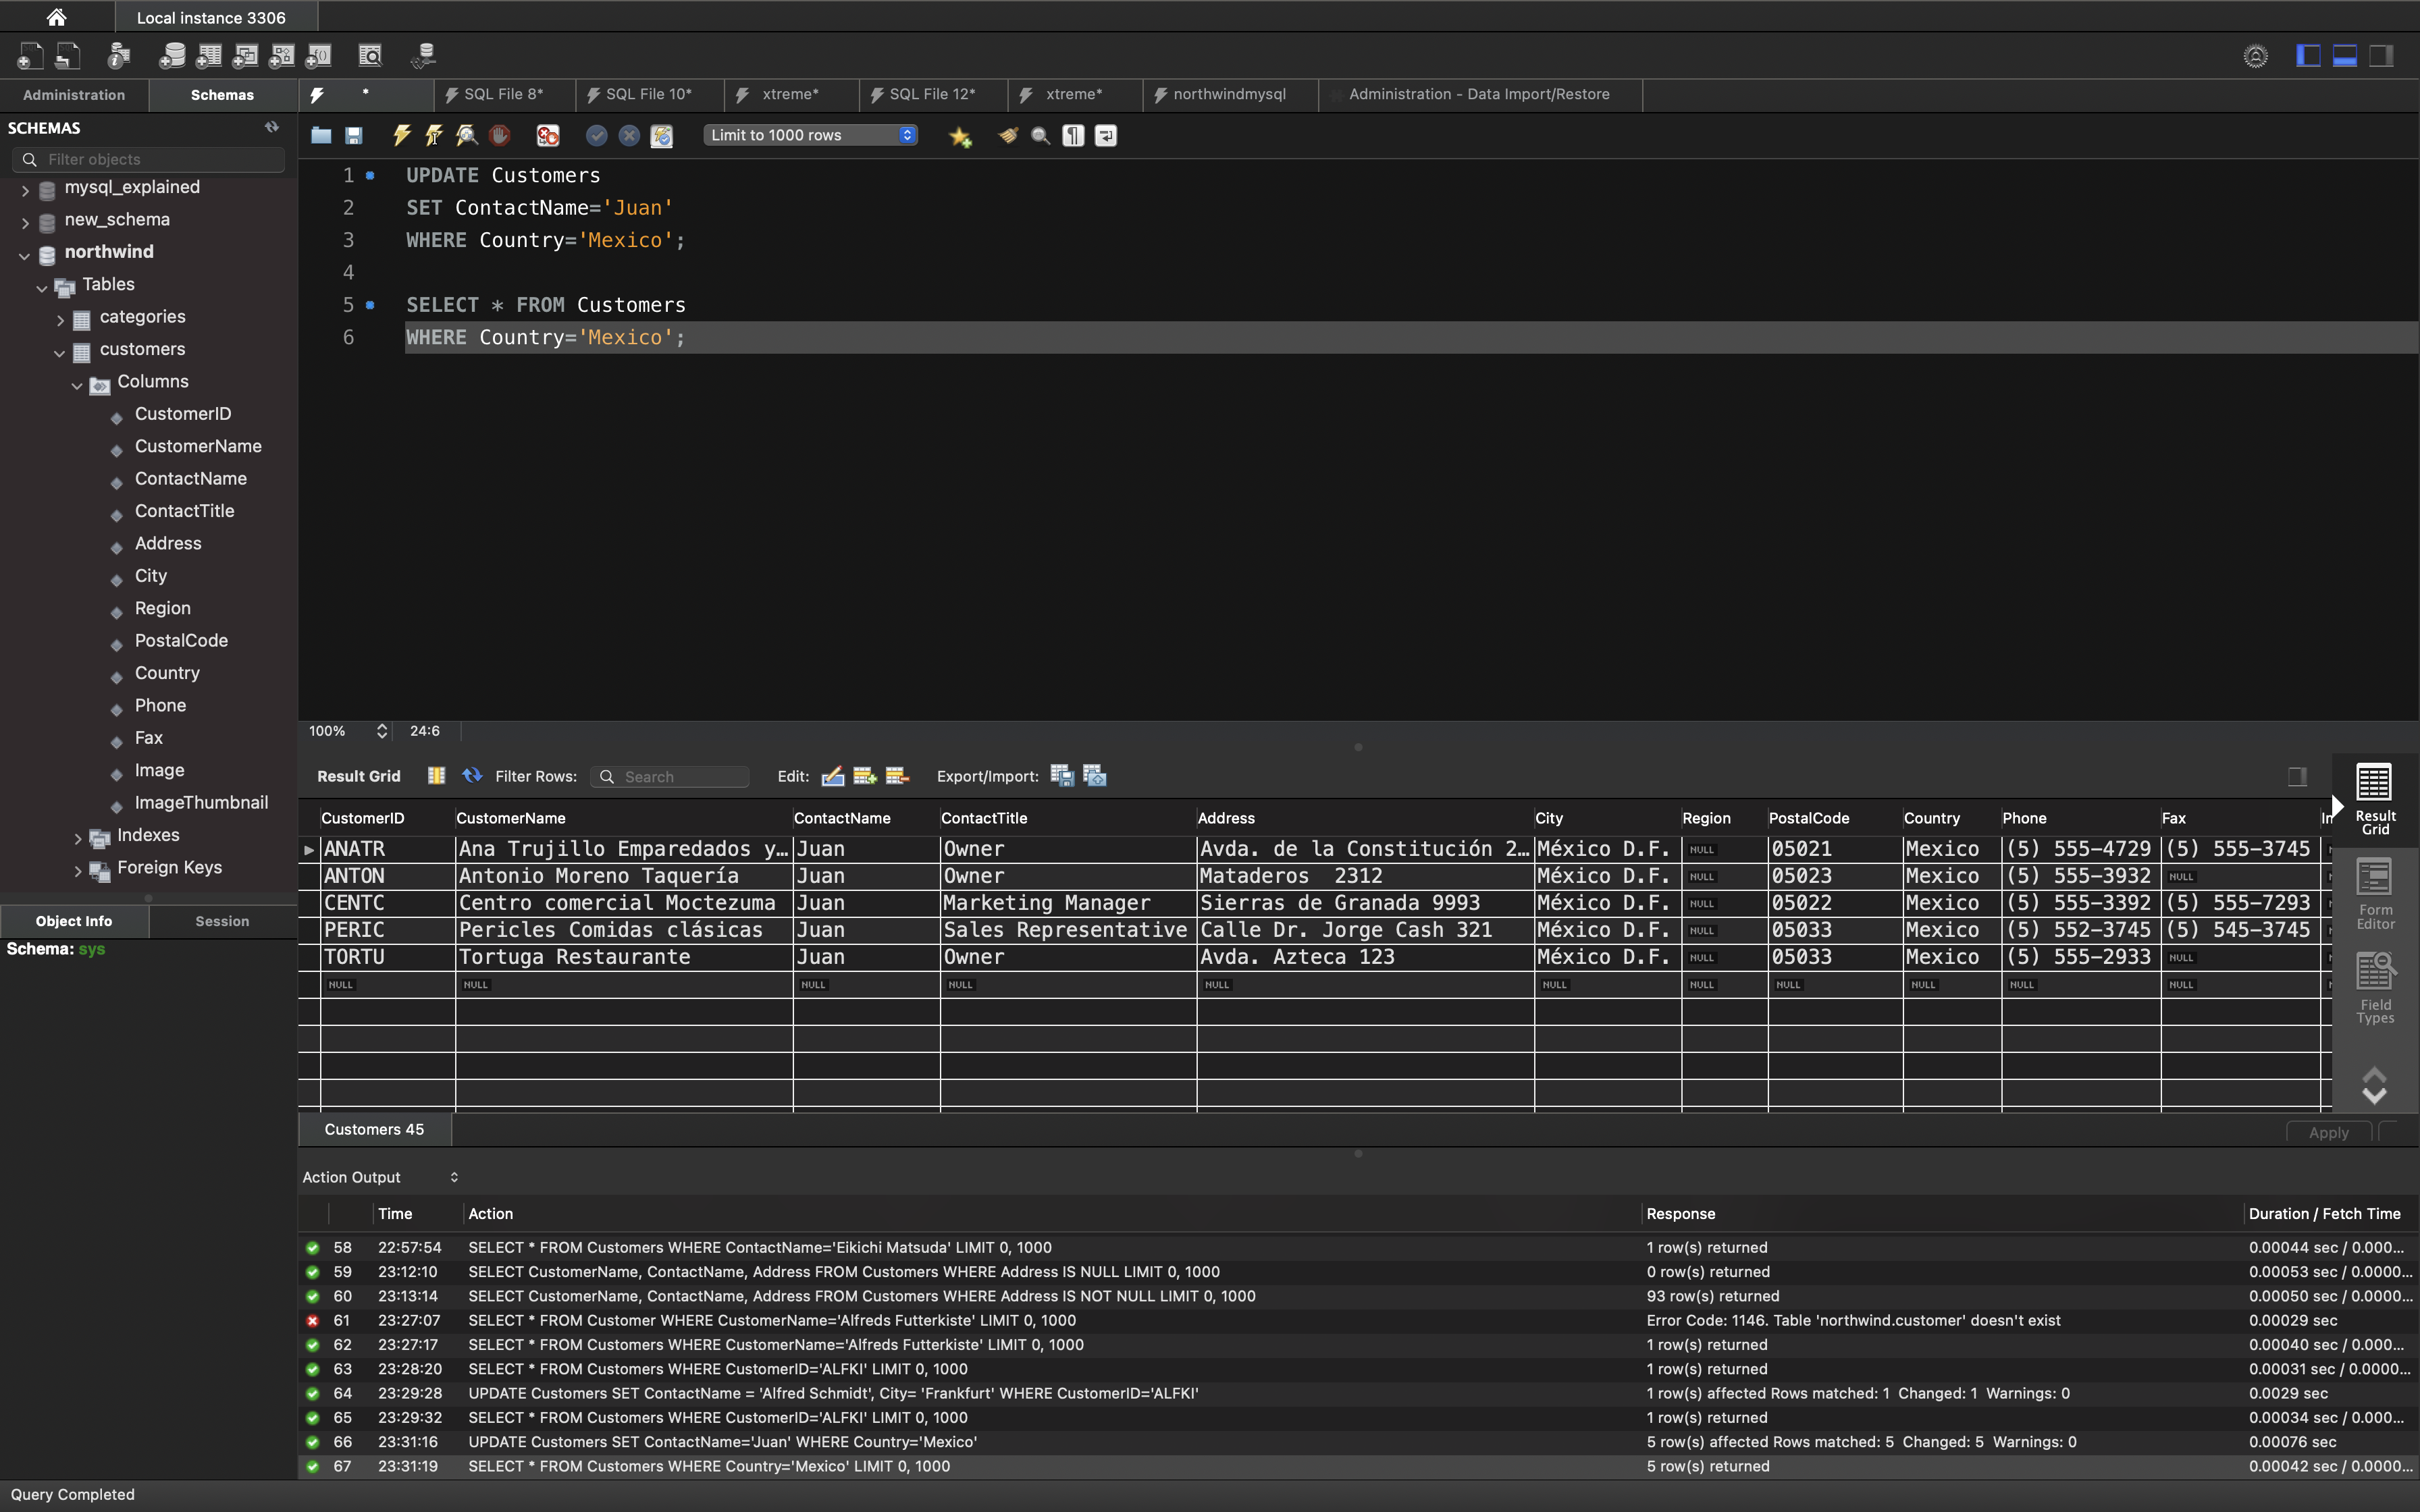 Local instance 3306
Administration Schemas * SQL File 8* SQL File 10* xtreme* SQL File 12* xtreme* northwindmysql Administration - Data Import/Restore
SCHEMAS
Filter objects
mysql_explained
new_schema
northwind
Tables
categories
customers
Columns
CustomerID
CustomerName
ContactName
ContactTitle
Address
City
Region
PostalCode
Country
Phone
Fax
Image
ImageThumbnail
Indexes
Foreign Keys
Object Info Session
Schema: sys
Limit to 1000 rows
1 UPDATE Customers
2 SET ContactName='Juan'
3 WHERE Country='Mexico';
4
5 SELECT * FROM Customers
6 WHERE Country='Mexico';
100% 24:6
Result Grid Filter Rows: Search Edit: Export/Import:
CustomerID CustomerName ContactName ContactTitle Address City Region PostalCode Country Phone Fax
ANATR Ana Trujillo Emparedados y… Juan Owner Avda. de la Constitución 2… México D.F. NULL 05021 Mexico (5) 555-4729 (5) 555-3745
ANTON Antonio Moreno Taquería Juan Owner Mataderos  2312 México D.F. NULL 05023 Mexico (5) 555-3932 NULL
CENTC Centro comercial Moctezuma Juan Marketing Manager Sierras de Granada 9993 México D.F. NULL 05022 Mexico (5) 555-3392 (5) 555-7293
PERIC Pericles Comidas clásicas Juan Sales Representative Calle Dr. Jorge Cash 321 México D.F. NULL 05033 Mexico (5) 552-3745 (5) 545-3745
TORTU Tortuga Restaurante Juan Owner Avda. Azteca 123 México D.F. NULL 05033 Mexico (5) 555-2933 NULL
NULL NULL NULL NULL NULL NULL NULL NULL NULL NULL NULL
Result
Grid
Form
Editor
Field
Types
Customers 45
Apply
Action Output
Time Action Response Duration / Fetch Time
58 22:57:54 SELECT * FROM Customers WHERE ContactName='Eikichi Matsuda' LIMIT 0, 1000 1 row(s) returned 0.00044 sec / 0.000...
59 23:12:10 SELECT CustomerName, ContactName, Address FROM Customers WHERE Address IS NULL LIMIT 0, 1000 0 row(s) returned 0.00053 sec / 0.0000...
60 23:13:14 SELECT CustomerName, ContactName, Address FROM Customers WHERE Address IS NOT NULL LIMIT 0, 1000 93 row(s) returned 0.00050 sec / 0.0000...
61 23:27:07 SELECT * FROM Customer WHERE CustomerName='Alfreds Futterkiste' LIMIT 0, 1000 Error Code: 1146. Table 'northwind.customer' doesn't exist 0.00029 sec
62 23:27:17 SELECT * FROM Customers WHERE CustomerName='Alfreds Futterkiste' LIMIT 0, 1000 1 row(s) returned 0.00040 sec / 0.000...
63 23:28:20 SELECT * FROM Customers WHERE CustomerID='ALFKI' LIMIT 0, 1000 1 row(s) returned 0.00031 sec / 0.0000...
64 23:29:28 UPDATE Customers SET ContactName = 'Alfred Schmidt', City= 'Frankfurt' WHERE CustomerID='ALFKI' 1 row(s) affected Rows matched: 1  Changed: 1  Warnings: 0 0.0029 sec
65 23:29:32 SELECT * FROM Customers WHERE CustomerID='ALFKI' LIMIT 0, 1000 1 row(s) returned 0.00034 sec / 0.000...
66 23:31:16 UPDATE Customers SET ContactName='Juan' WHERE Country='Mexico' 5 row(s) affected Rows matched: 5  Changed: 5  Warnings: 0 0.00076 sec
67 23:31:19 SELECT * FROM Customers WHERE Country='Mexico' LIMIT 0, 1000 5 row(s) returned 0.00042 sec / 0.0000...
Query Completed